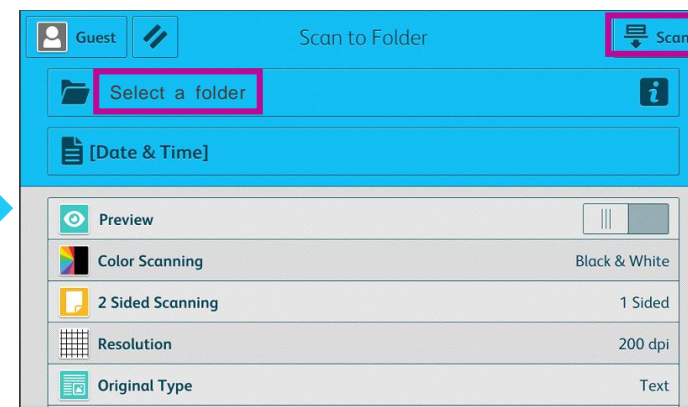 Guest
Scan to Folder
Scan
Select a folder
i
[Date & Time]
Preview
Color Scanning
Black & White
2 Sided Scanning
1 Sided
Resolution
200 dpi
Original Type
Text